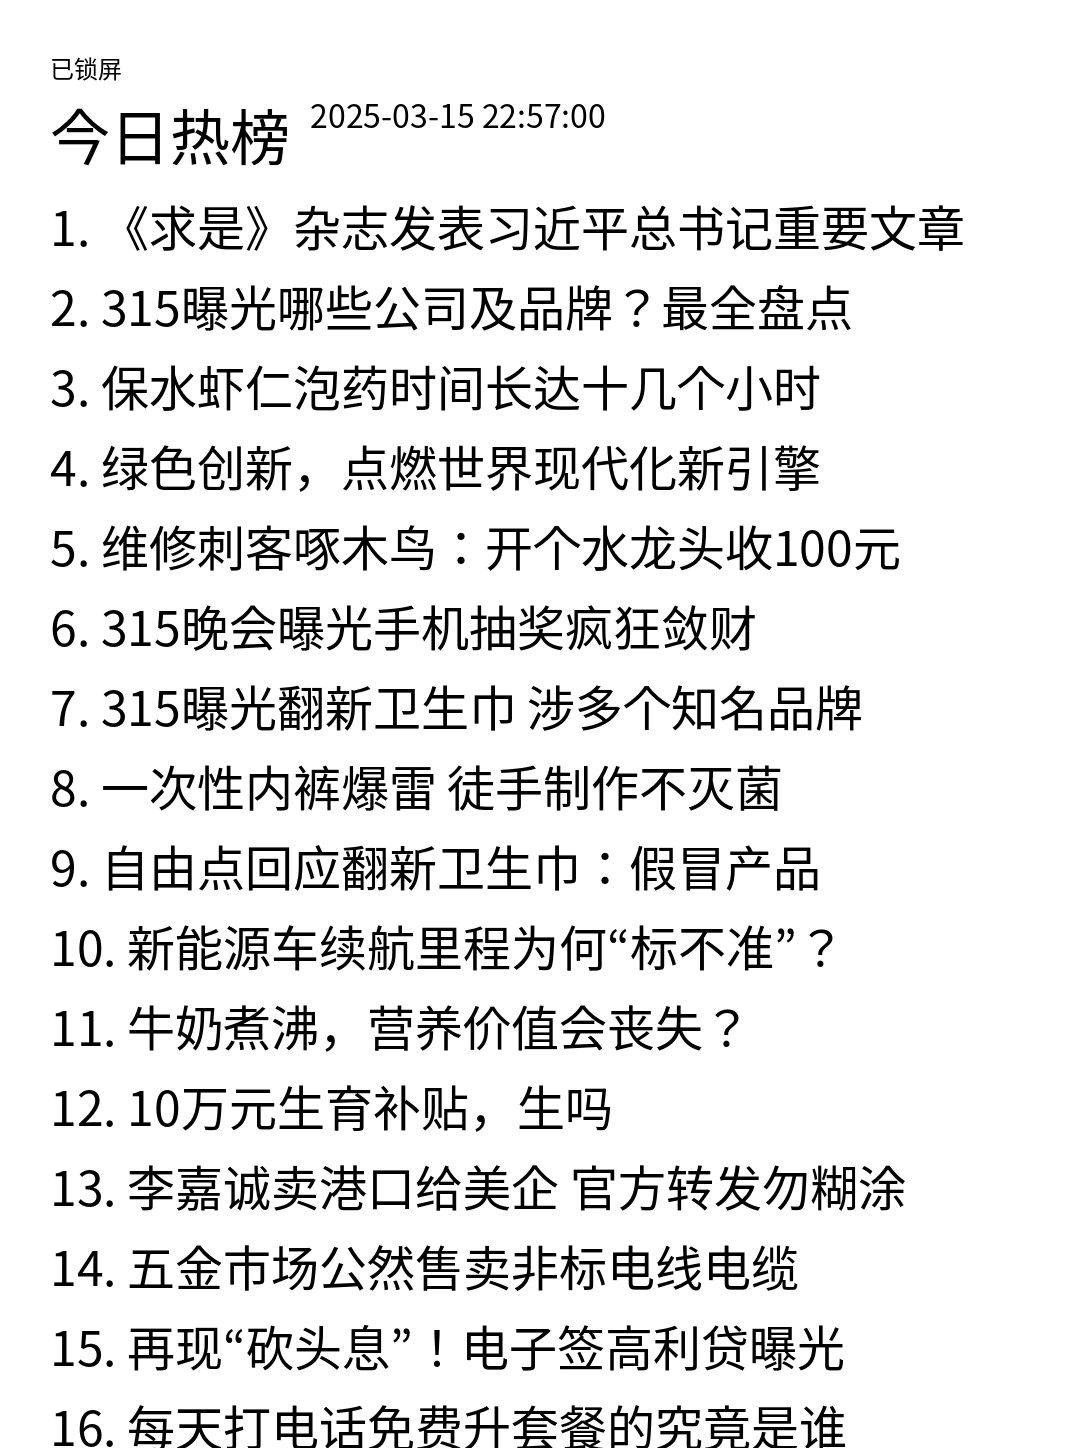 已锁屏
今日热榜 2025-03-15 22:57:00
1. 《求是》杂志发表习近平总书记重要文章
2. 315曝光哪些公司及品牌？最全盘点
3. 保水虾仁泡药时间长达十几个小时
4. 绿色创新，点燃世界现代化新引擎
5. 维修刺客啄木鸟：开个水龙头收100元
6. 315晚会曝光手机抽奖疯狂敛财
7. 315曝光翻新卫生巾 涉多个知名品牌
8. 一次性内裤爆雷 徒手制作不灭菌
9. 自由点回应翻新卫生巾：假冒产品
10. 新能源车续航里程为何“标不准”？
11. 牛奶煮沸，营养价值会丧失？
12. 10万元生育补贴，生吗
13. 李嘉诚卖港口给美企 官方转发勿糊涂
14. 五金市场公然售卖非标电线电缆
15. 再现“砍头息”！电子签高利贷曝光
16. 每天打电话免费升套餐的究竟是谁